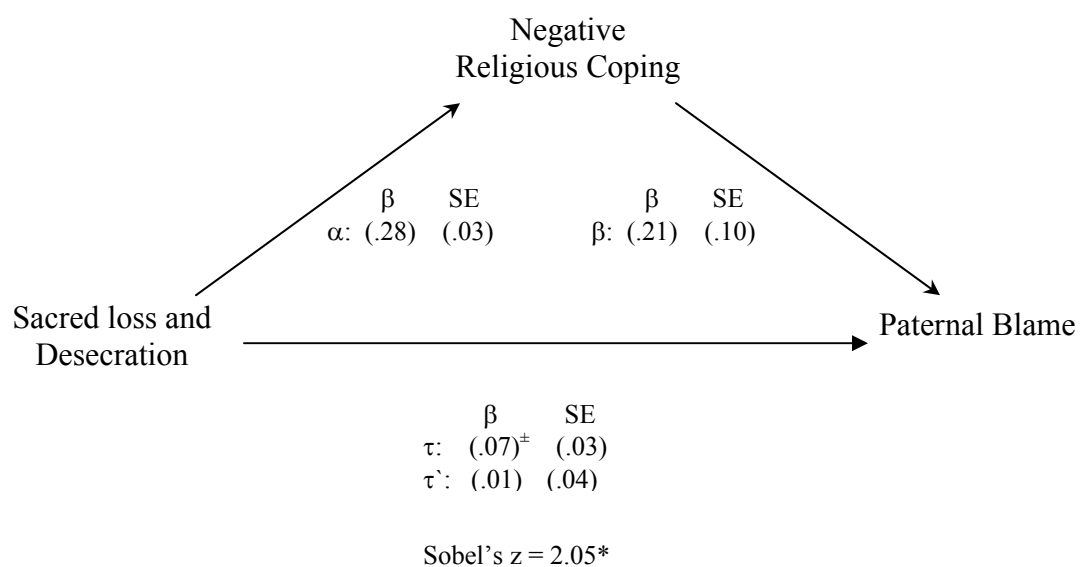 Negative
Religious Coping
β SE
α: (.28) (.03)
β SE
β: (.21) (.10)
Sacred loss and
Desecration
Paternal Blame
β SE
τ: (.07)± (.03)
τ`: (.01) (.04)
Sobel’s z = 2.05*